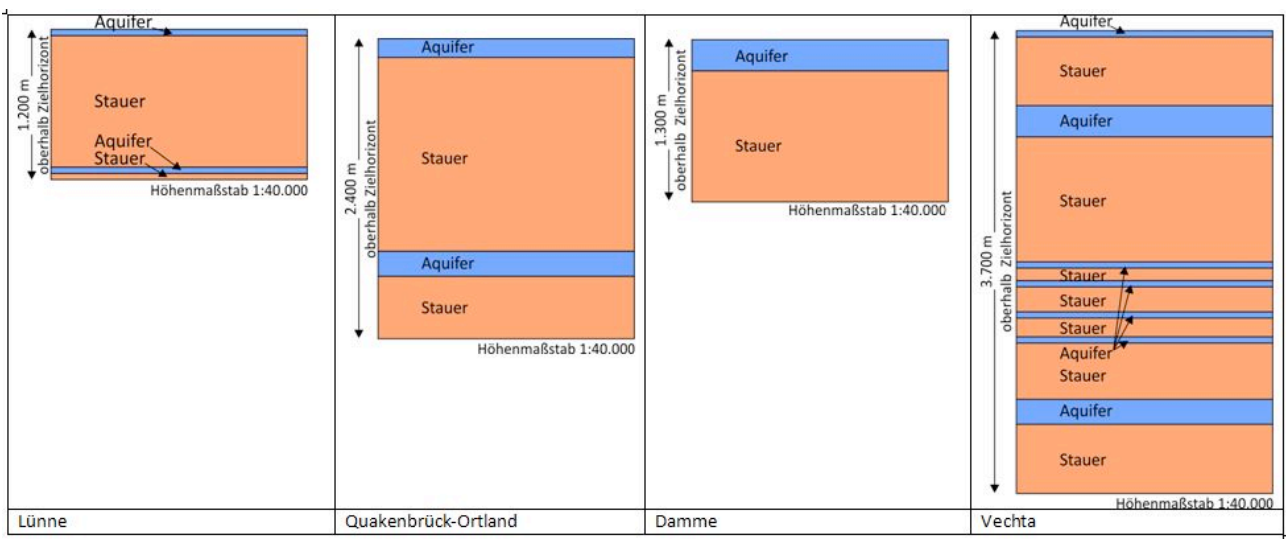 Aquifer
Stauer
Aquifer
Stauer
1.200 m
oberhalb Zielhorizont
Höhenmaßstab 1:40.000
Aquifer
Stauer
Aquifer
Stauer
2.400 m
oberhalb Zielhorizont
Höhenmaßstab 1:40.000
Aquifer
Stauer
1.300 m
oberhalb Zielhorizont
Höhenmaßstab 1:40.000
Aquifer
Stauer
Aquifer
Stauer
Stauer
Stauer
Stauer
Aquifer
Stauer
Aquifer
Stauer
3.700 m
oberhalb Zielhorizont
Höhenmaßstab 1:40.000
Lünne
Quakenbrück-Ortland
Damme
Vechta